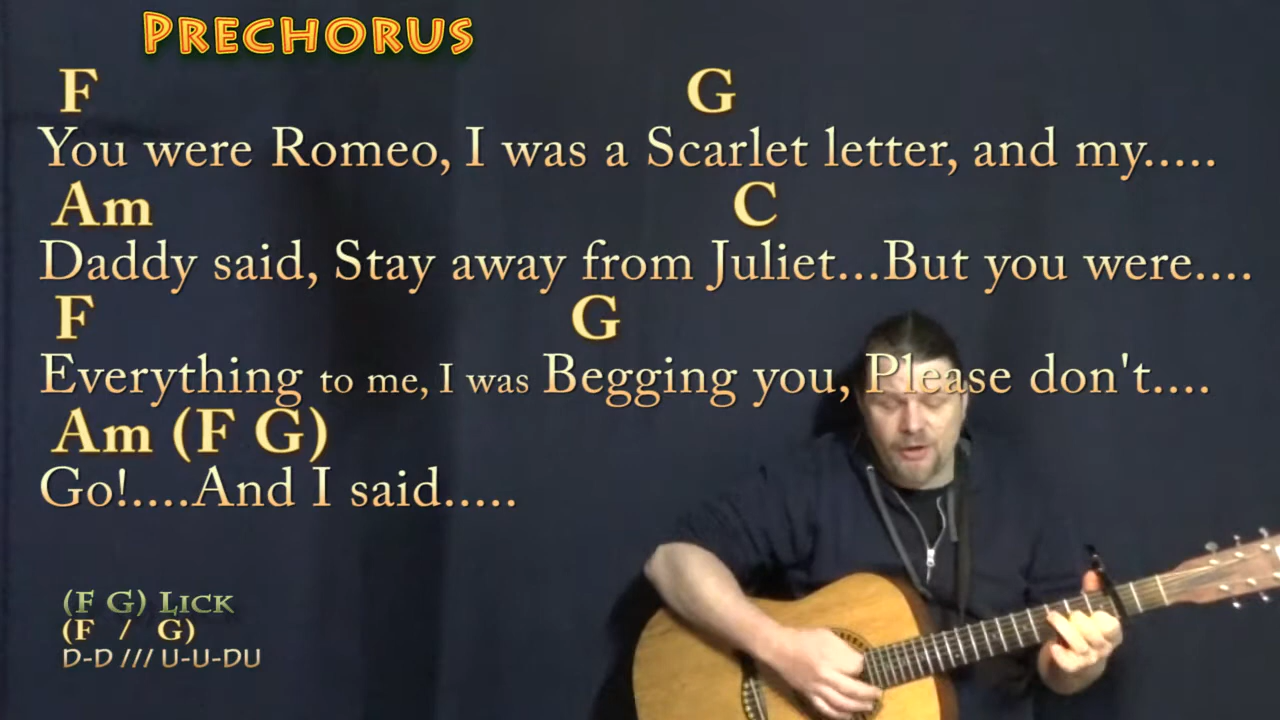 PRECHORUS
F G
You were Romeo, I was a Scarlet letter, and my.....
Am C
Daddy said, Stay away from Juliet...But you were....
F G
Everything to me, I was Begging you, Please don't....
Am (F G)
Go!....And I said.....
(F G) LICK
(F / G)
D-D /// U-U-DU